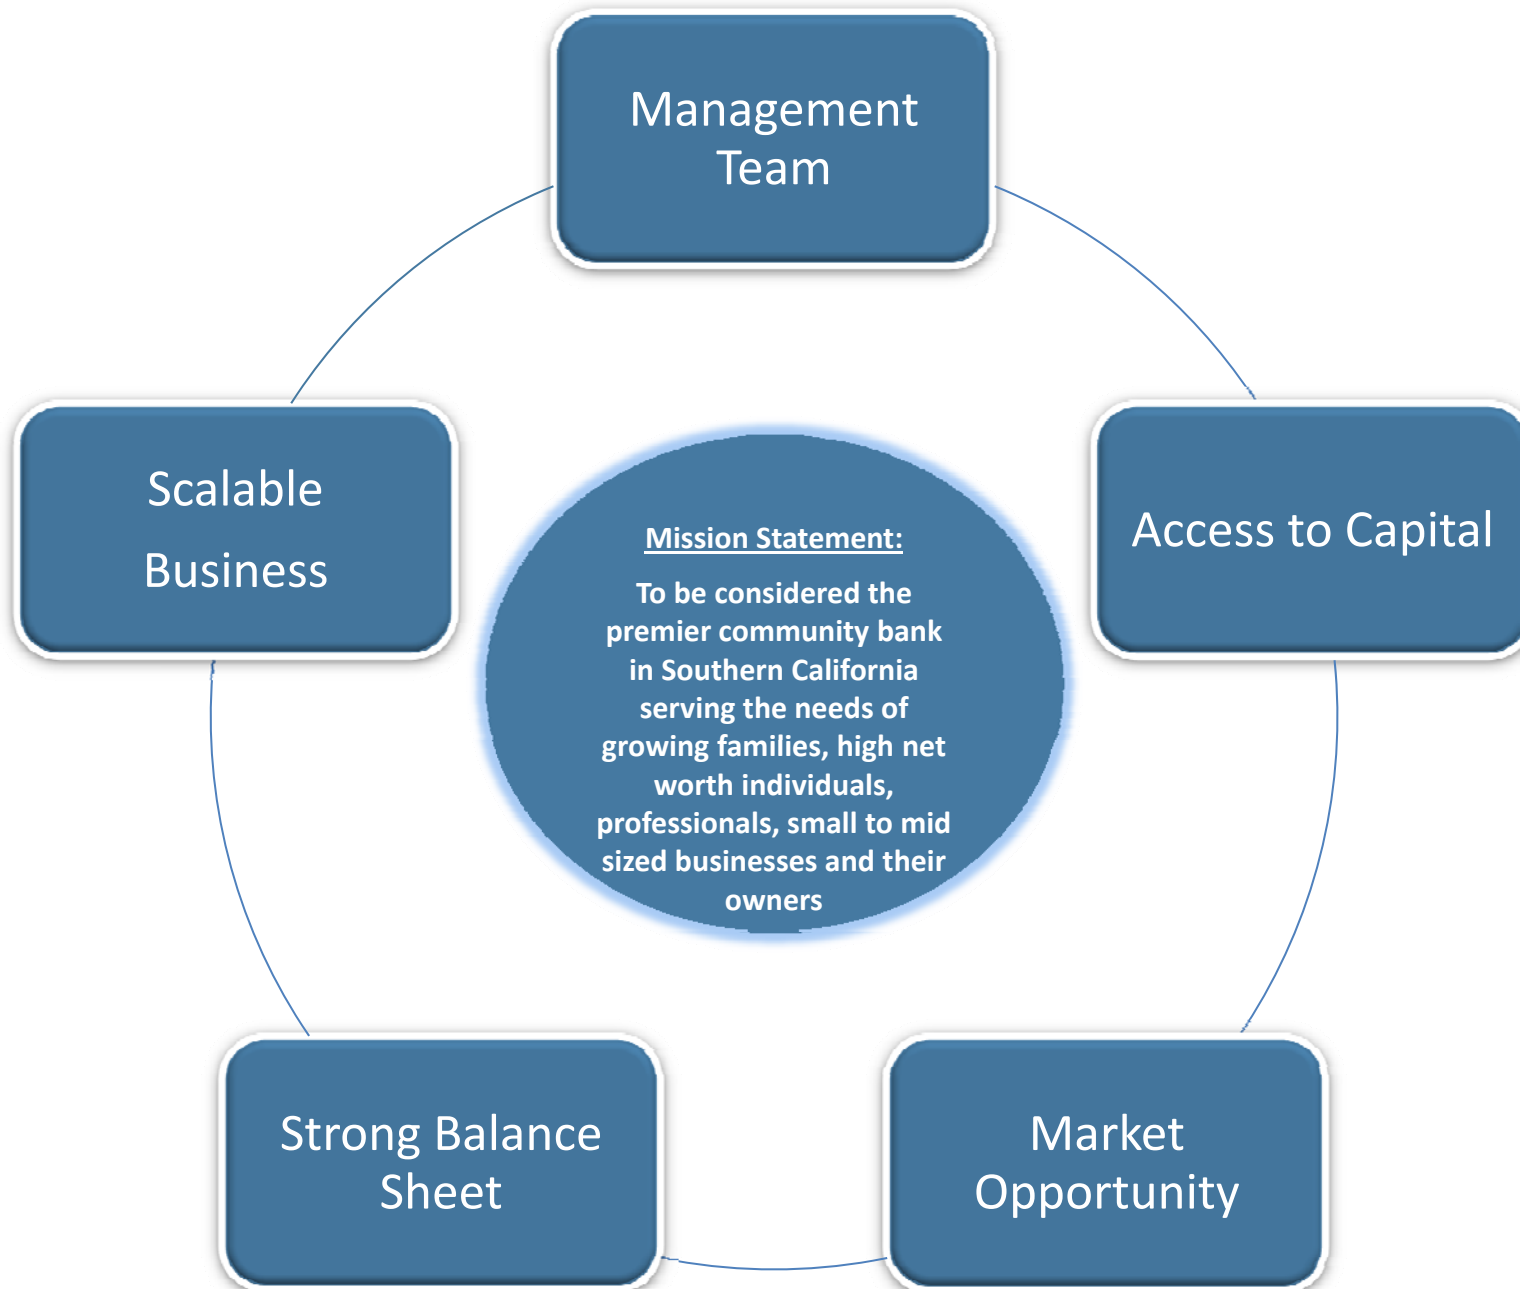 Management
Team
Scalable
Business
Access to Capital
Mission Statement:
To be considered the
premier community bank
in Southern California
serving the needs of
growing families, high net
worth individuals,
professionals, small to mid
sized businesses and their
owners
Strong Balance
Sheet
Market
Opportunity